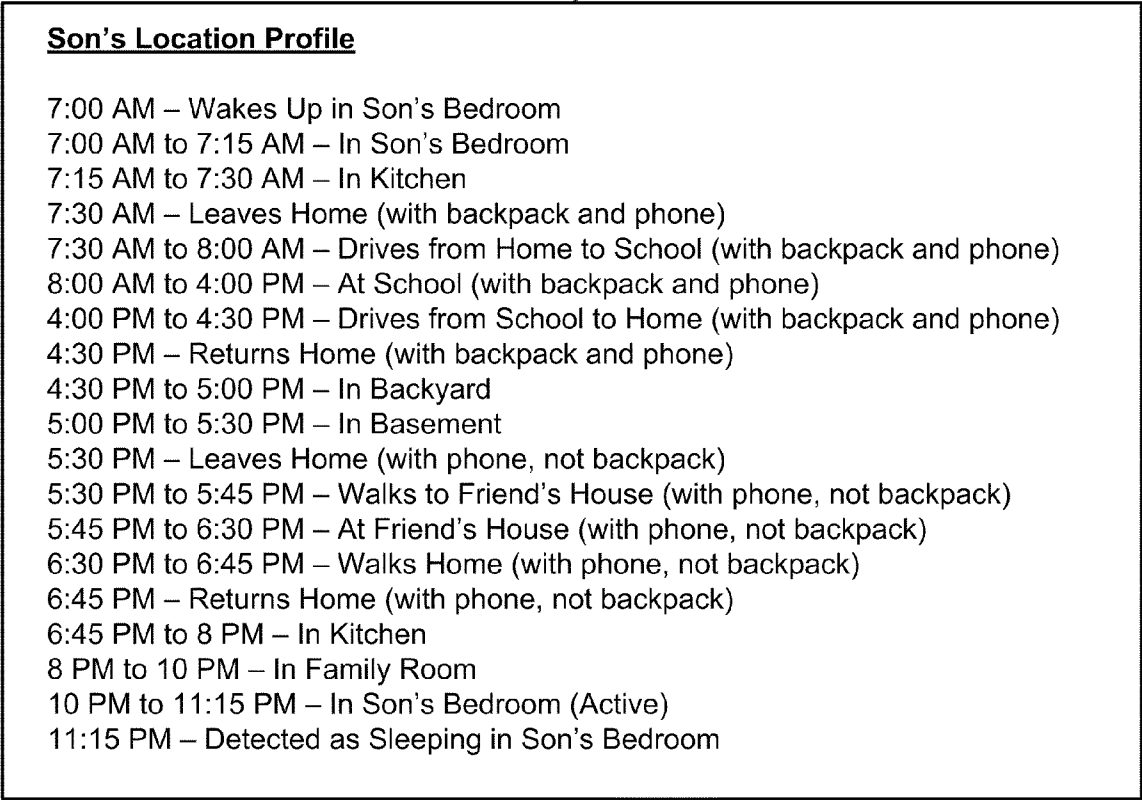 Son's Location Profile
7:00 AM – Wakes Up in Son's Bedroom
7:00 AM to 7:15 AM – In Son's Bedroom
7:15 AM to 7:30 AM – In Kitchen
7:30 AM – Leaves Home (with backpack and phone)
7:30 AM to 8:00 AM – Drives from Home to School (with backpack and phone)
8:00 AM to 4:00 PM – At School (with backpack and phone)
4:00 PM to 4:30 PM – Drives from School to Home (with backpack and phone)
4:30 PM – Returns Home (with backpack and phone)
4:30 PM to 5:00 PM – In Backyard
5:00 PM to 5:30 PM – In Basement
5:30 PM – Leaves Home (with phone, not backpack)
5:30 PM to 5:45 PM – Walks to Friend's House (with phone, not backpack)
5:45 PM to 6:30 PM – At Friend's House (with phone, not backpack)
6:30 PM to 6:45 PM – Walks Home (with phone, not backpack)
6:45 PM – Returns Home (with phone, not backpack)
6:45 PM to 8 PM – In Kitchen
8 PM to 10 PM – In Family Room
10 PM to 11:15 PM – In Son's Bedroom (Active)
11:15 PM – Detected as Sleeping in Son's Bedroom